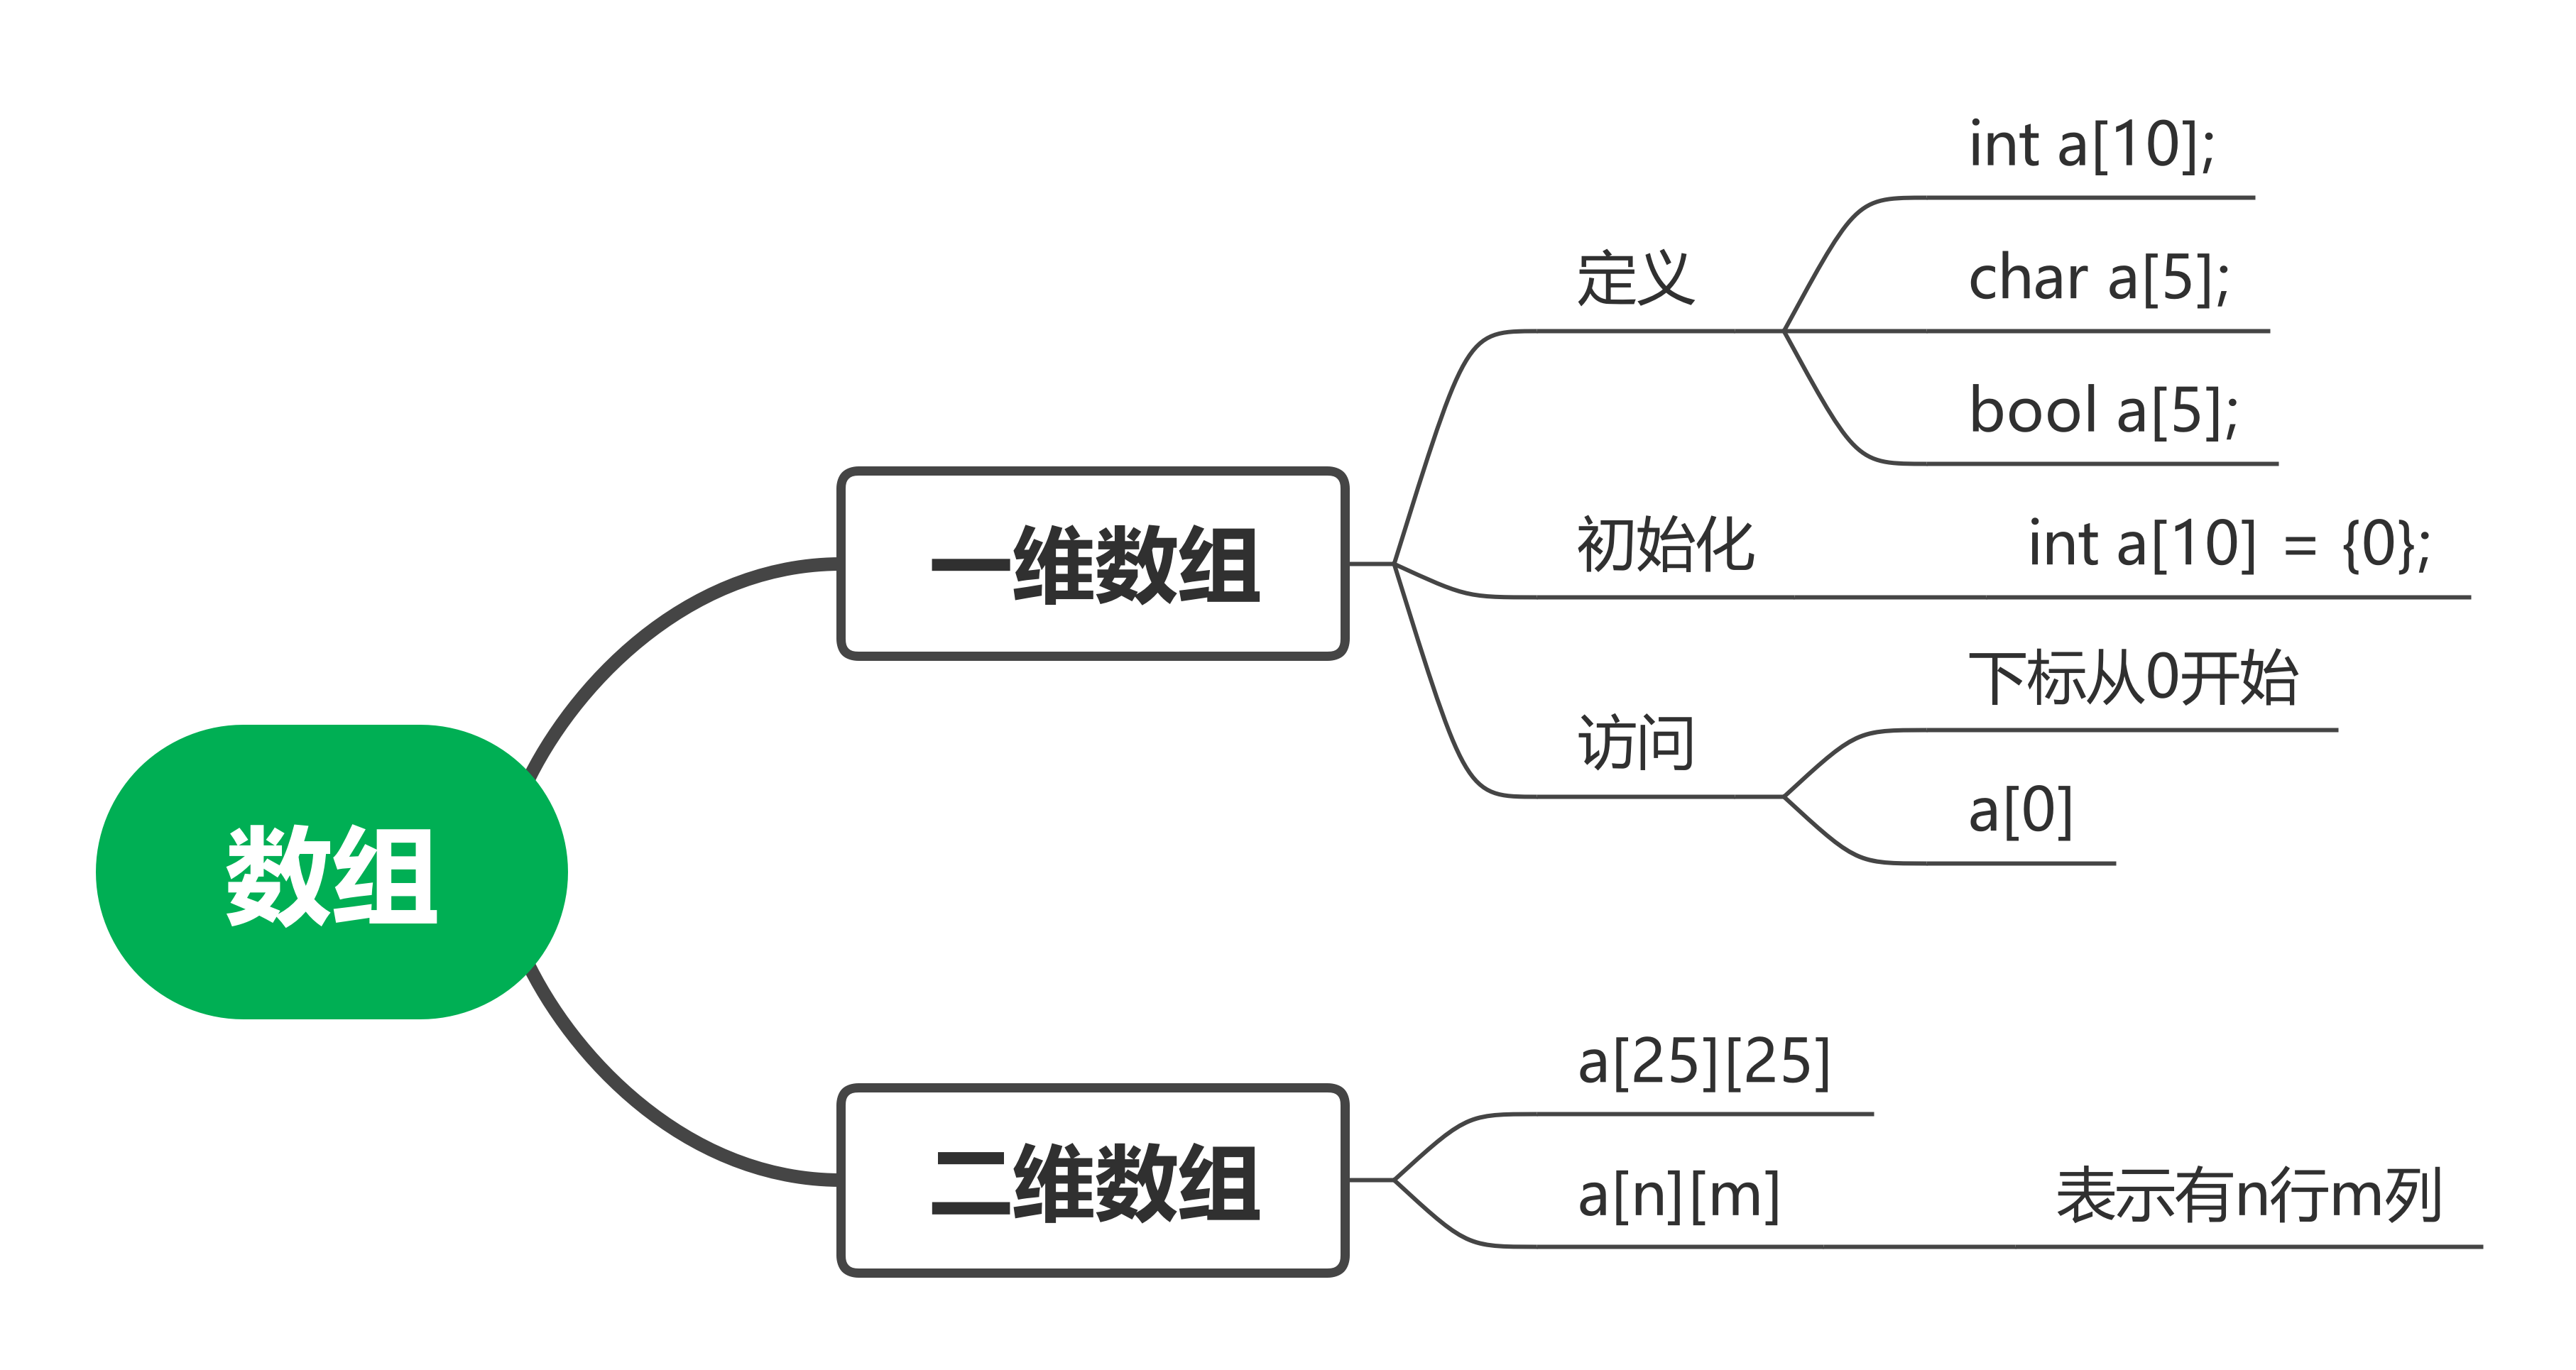 数组
一维数组
定义
int a[10];
char a[5];
bool a[5];
初始化
int a[10] = {0};
访问
下标从0开始
a[0]
二维数组
a[25][25]
a[n][m]
表示有n行m列